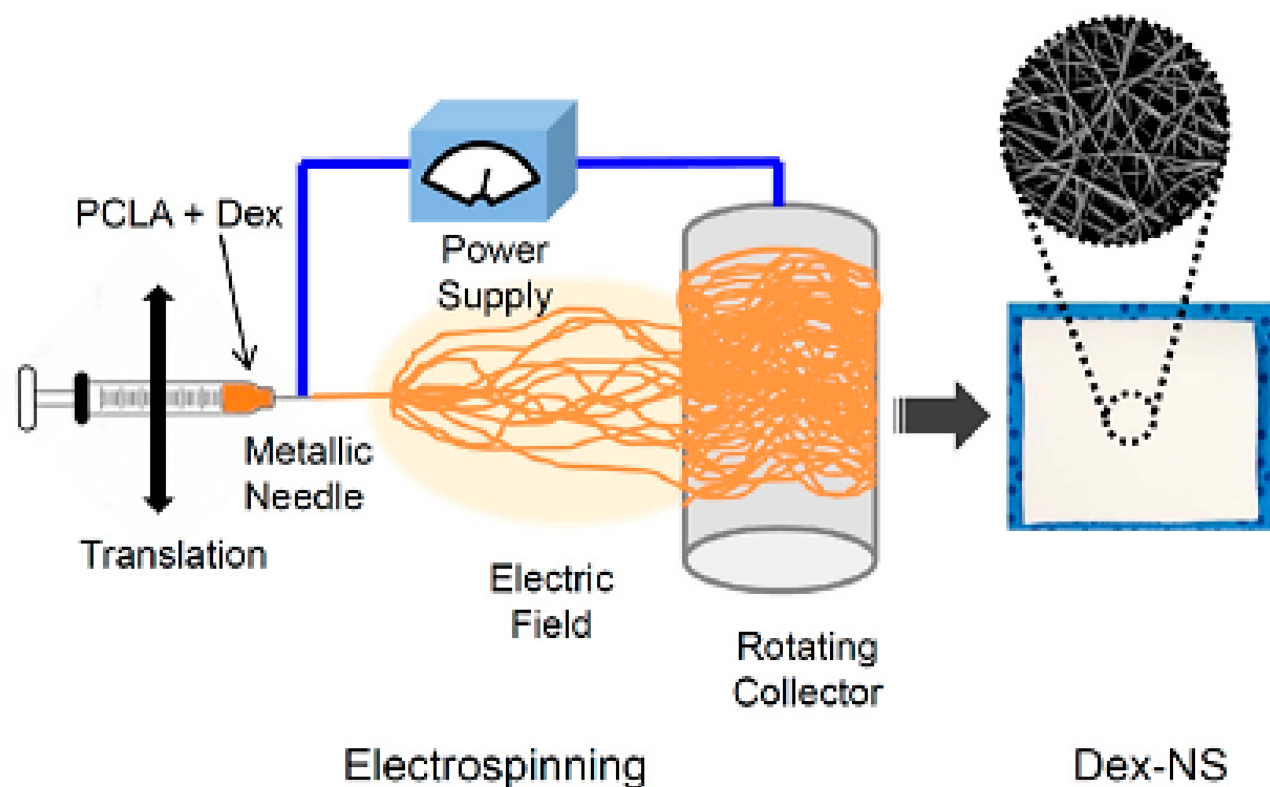 PCLA + Dex
Power
Supply
Metallic
Needle
Translation
Electric
Field
Rotating
Collector
Electrospinning
Dex-NS